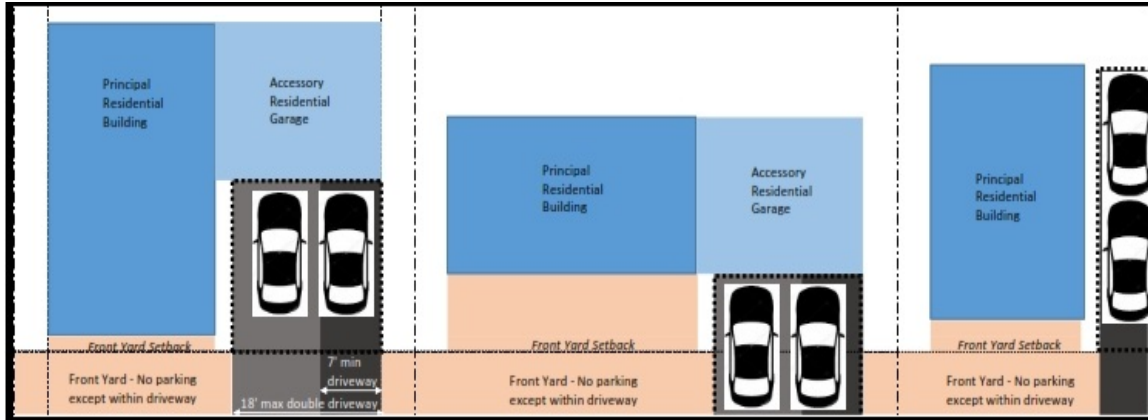 Principal
Residential
Building
Accessory
Residential
Garage
Front Yard Setback
7' min
driveway
Front Yard - No parking
except within driveway
18' max double driveway
Principal
Residential
Building
Accessory
Residential
Garage
Front Yard Setback
Front Yard - No parking
except within driveway
Principal
Residential
Building
Front Yard Setback
Front Yard - No parking
except within driveway